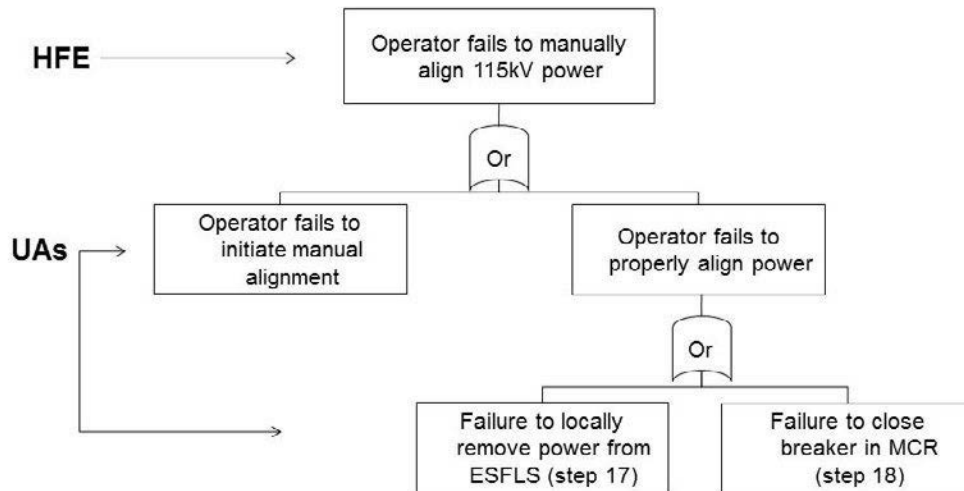 HFE
Operator fails to manually
align 115kV power
Or
UAs
Operator fails to
initiate manual
alignment
Operator fails to
properly align power
Or
Failure to locally
remove power from
ESFLS (step 17)
Failure to close
breaker in MCR
(step 18)